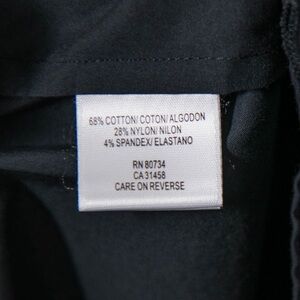 68% COTTON/ COTON/ ALGODON
28% NYLON/ NILON
4% SPANDEX/ ELASTANO
RN 80734
CA 31458
CARE ON REVERSE